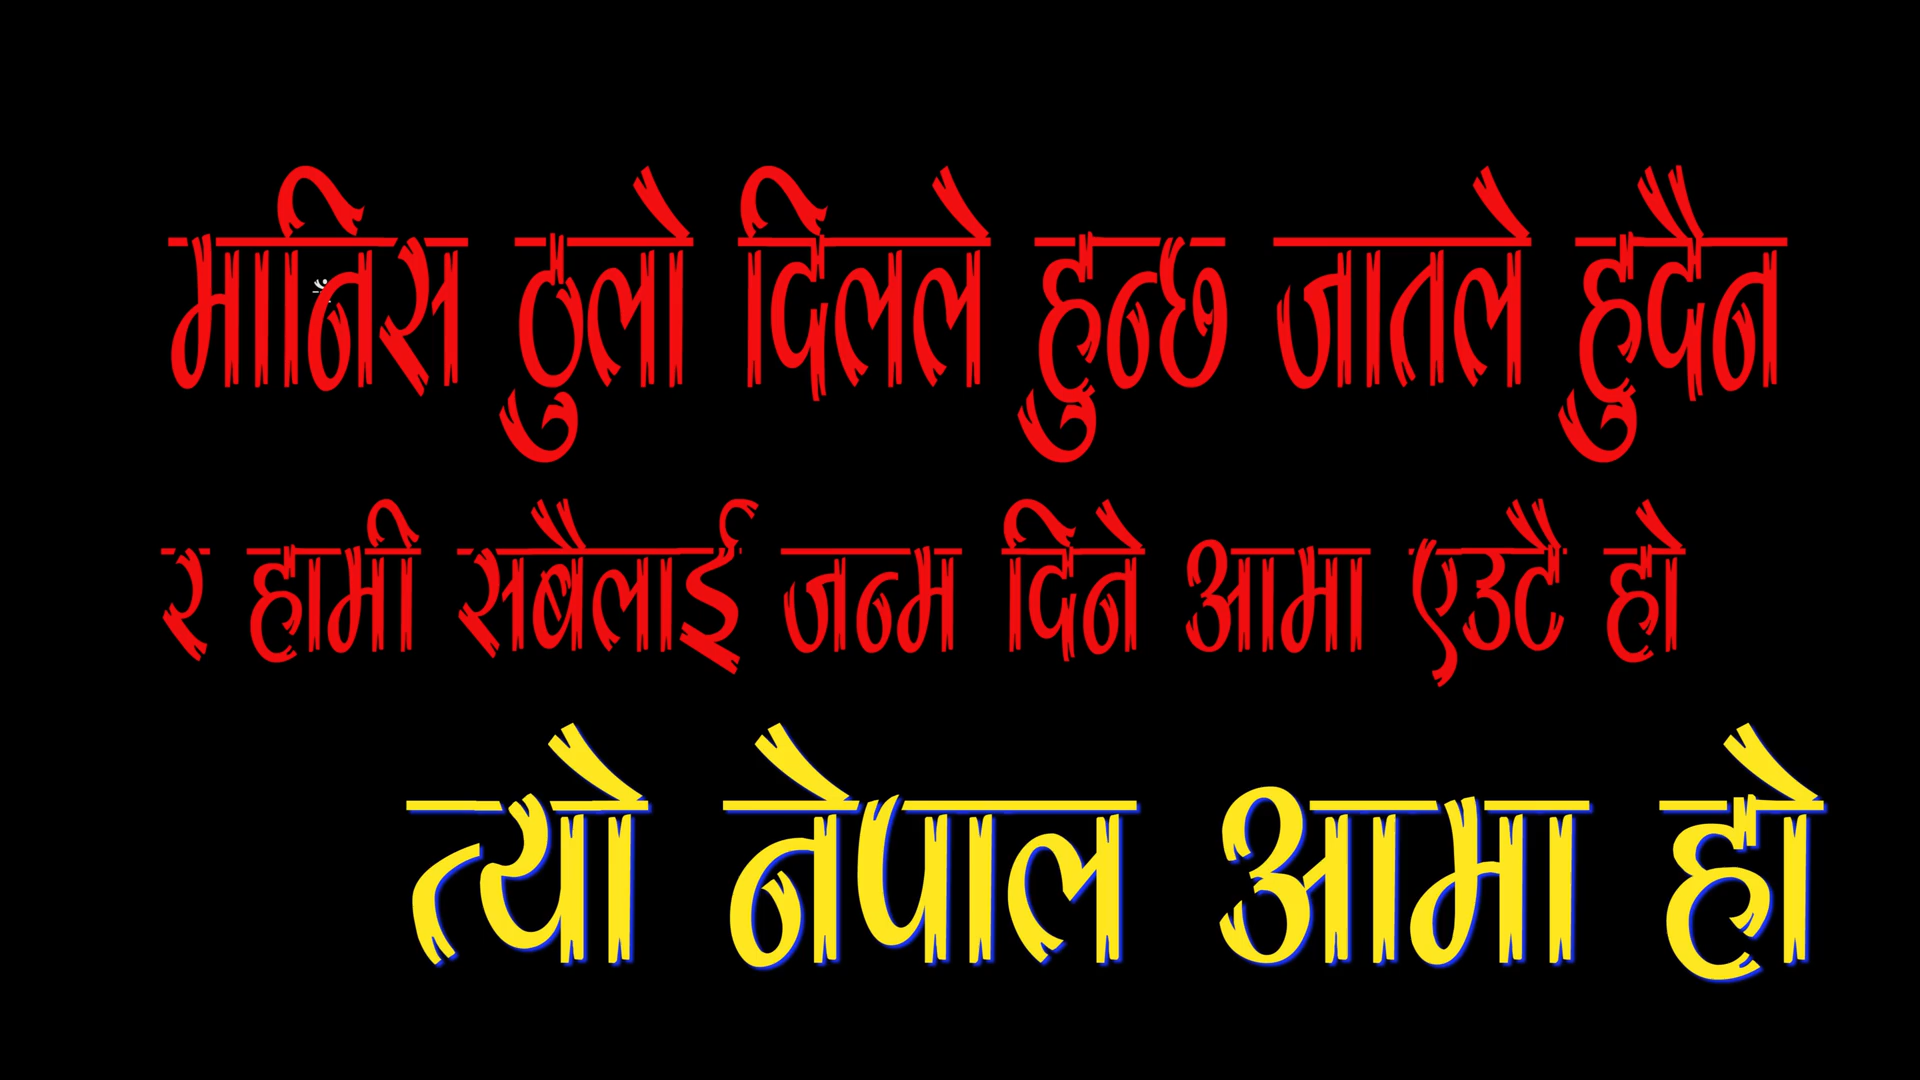 मानिस ठुलो दिलले हुन्छ जातले हुदैन
र हामी सबैलाई जन्म दिने आमा एउटै हो
त्यो नेपाल आमा हो